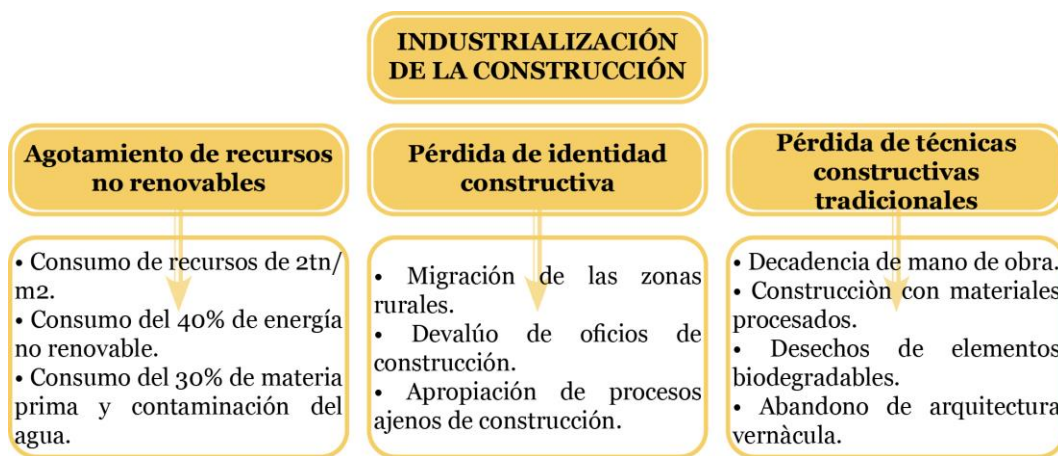 INDUSTRIALIZACIÓN
DE LA CONSTRUCCIÓN
Agotamiento de recursos
no renovables
• Consumo de recursos de 2tn/
m2.
• Consumo del 40% de energía
no renovable.
• Consumo del 30% de materia
prima y contaminación del
agua.
Pérdida de identidad
constructiva
• Migración de las zonas
rurales.
• Devalúo de oficios de
construcción.
• Apropiación de procesos
ajenos de construcción.
Pérdida de técnicas
constructivas
tradicionales
• Decadencia de mano de obra.
• Construcciòn con materiales
procesados.
• Desechos de elementos
biodegradables.
• Abandono de arquitectura
vernàcula.